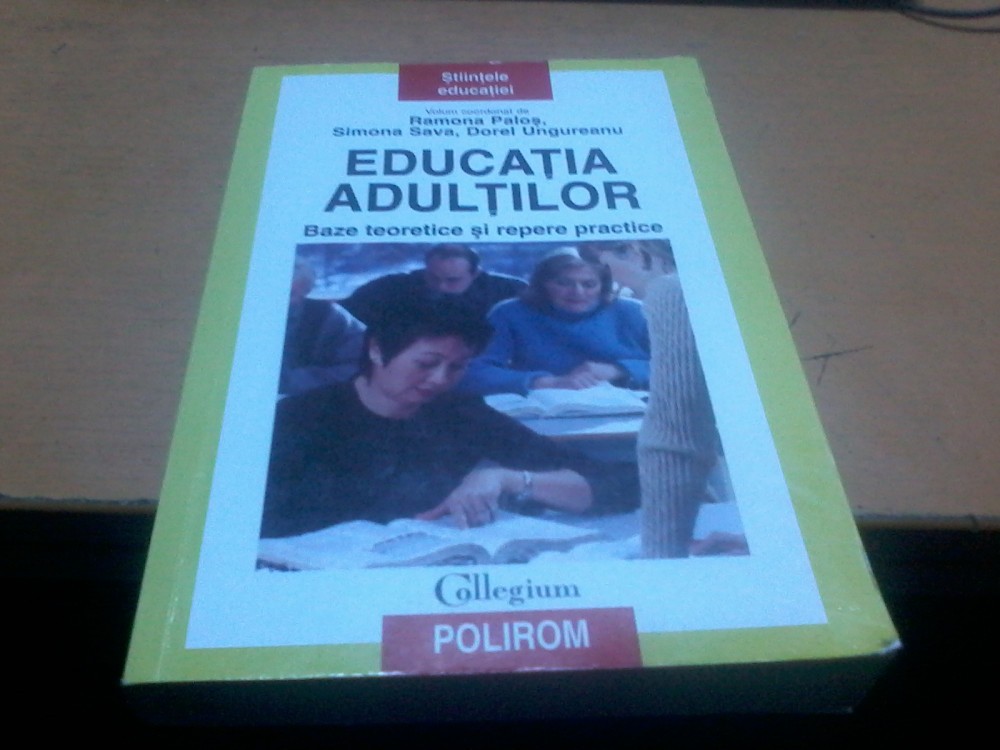 Științele
educației
Volum coordonat de
Ramona Paloș,
Simona Sava, Dorel Ungureanu
EDUCAȚIA
ADULȚILOR
Baze teoretice și repere practice
Collegium
POLIROM